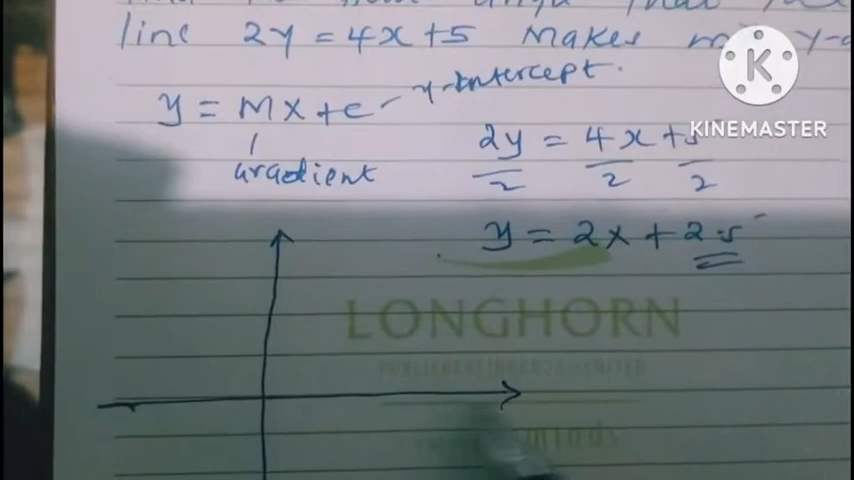 line 2y = 4x + 5 Makes
y = mx + c - y-intercept.
gradient
2y = 4x + 5
2 2 2
y = 2x + 2.5
K
KINEMASTER
LONGHORN
minds